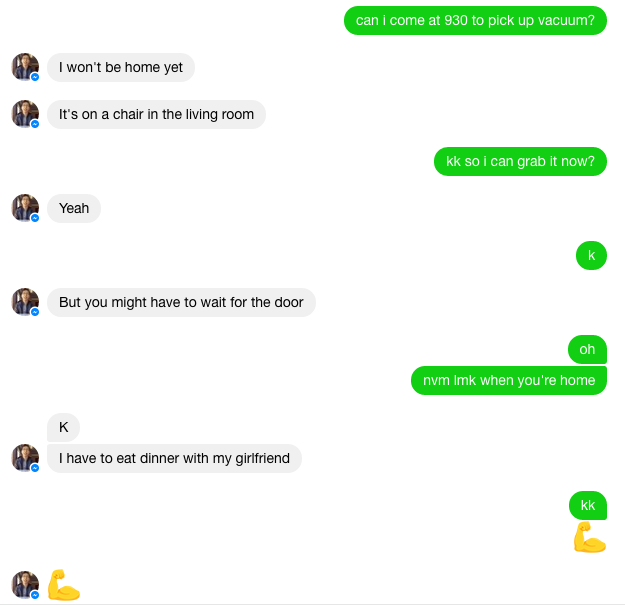 can i come at 930 to pick up vacuum?
I won't be home yet
It's on a chair in the living room
kk so i can grab it now?
Yeah
k
But you might have to wait for the door
oh
nvm lmk when you're home
K
I have to eat dinner with my girlfriend
kk